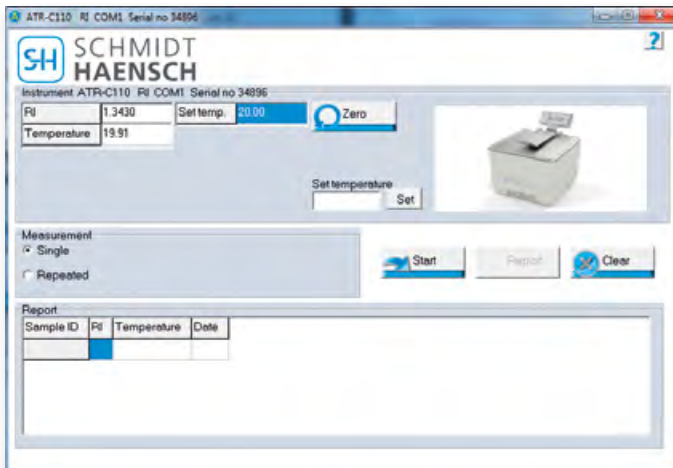 ATR-C110 RI COM1 Serial no 34896
SCHMIDT
HAENSCH
Instrument ATR-C110 RI COM1 Serial no 34896
RI 1.3430 Set temp. 20.00 Zero
Temperature 19.91
Set temperature
Set
Measurement
Single
Repeated
Start Report Clear
Report
Sample ID RI Temperature Date